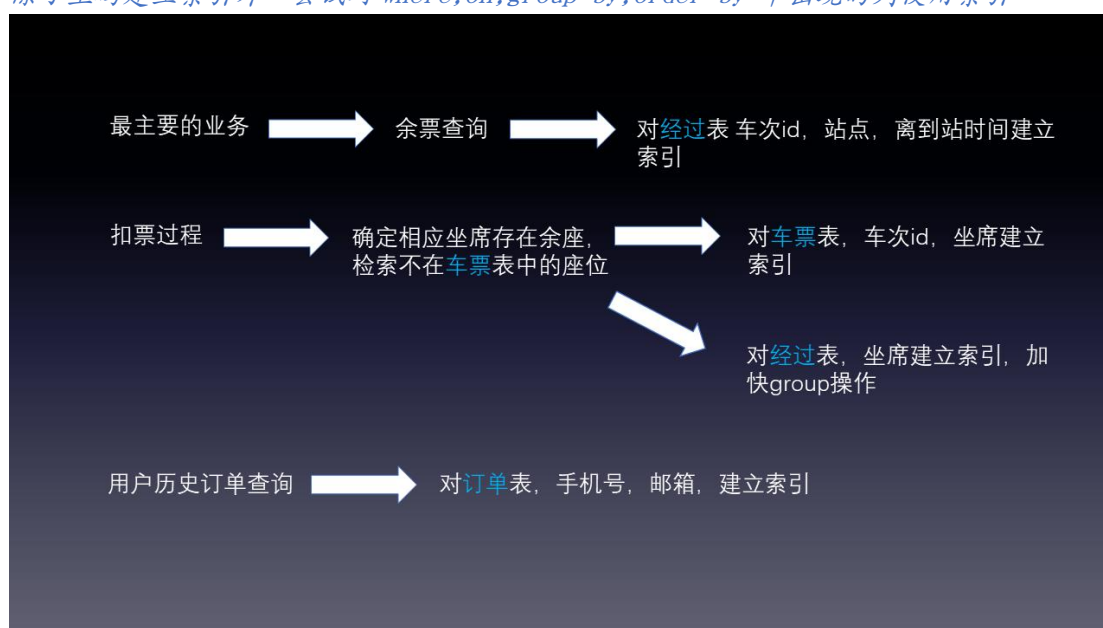 最主要的业务 余票查询 对经过表 车次id，站点，离到站时间建立
索引
扣票过程 确定相应坐席存在余座， 对车票表，车次id，坐席建立
检索不在车票表中的座位 索引
对经过表，坐席建立索引，加
快group操作
用户历史订单查询 对订单表，手机号，邮箱，建立索引